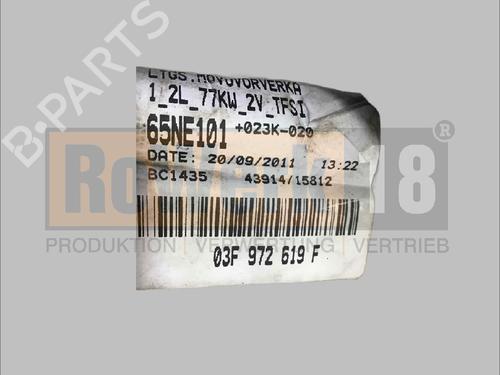 LTGS.MOVOVORVERKA
1_2L_77KW_2V_TFSI
65NE101 +023K-020
DATE: 20/09/2011 13:22
BC1435 43914/15812
PRODUKTION VERWERTUNG VERTRIEB
03F 972 619 F
B-PARTS